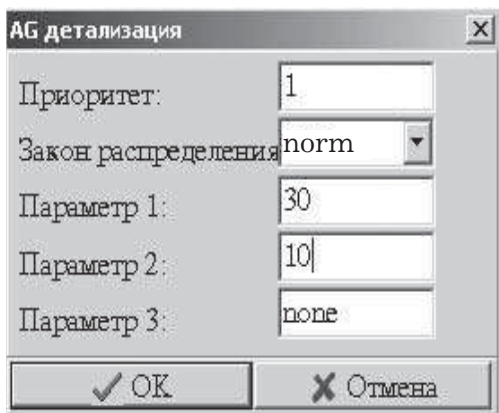 AG детализация
Приоритет: 1
Закон распределения norm
Параметр 1: 30
Параметр 2: 10
Параметр 3: none
OK Отмена